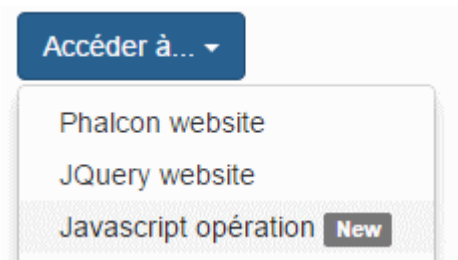 Accéder à...
Phalcon website
JQuery website
Javascript opération New